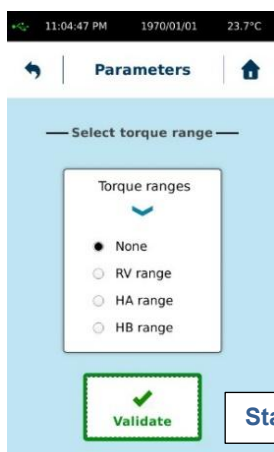 11:04:47 PM 1970/01/01 23.7°C
Parameters
Select torque range
Torque ranges
None
RV range
HA range
HB range
Validate
Sta